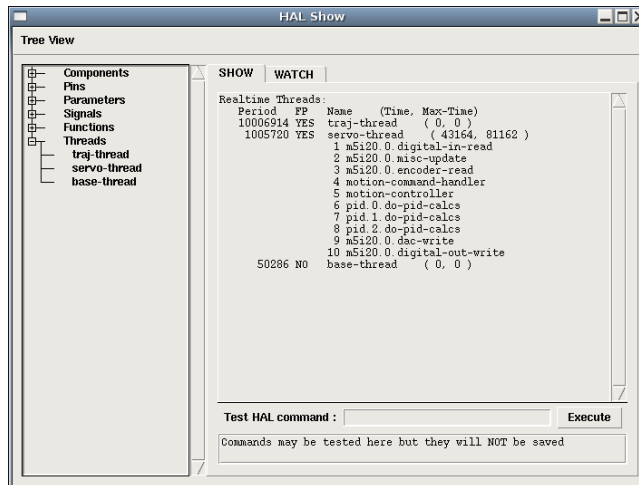 HAL Show
Tree View
Components
Pins
Parameters
Signals
Functions
Threads
traj-thread
servo-thread
base-thread
SHOW WATCH
Realtime Threads:
Period FP Name (Time, Max-Time)
10006914 YES traj-thread ( 0, 0 )
1005720 YES servo-thread ( 43164, 81162 )
1 m5i20.0.digital-in-read
2 m5i20.0.misc-update
3 m5i20.0.encoder-read
4 motion-command-handler
5 motion-controller
6 pid.0.do-pid-calcs
7 pid.1.do-pid-calcs
8 pid.2.do-pid-calcs
9 m5i20.0.dac-write
10 m5i20.0.digital-out-write
50286 NO base-thread ( 0, 0 )
Test HAL command :
Execute
Commands may be tested here but they will NOT be saved